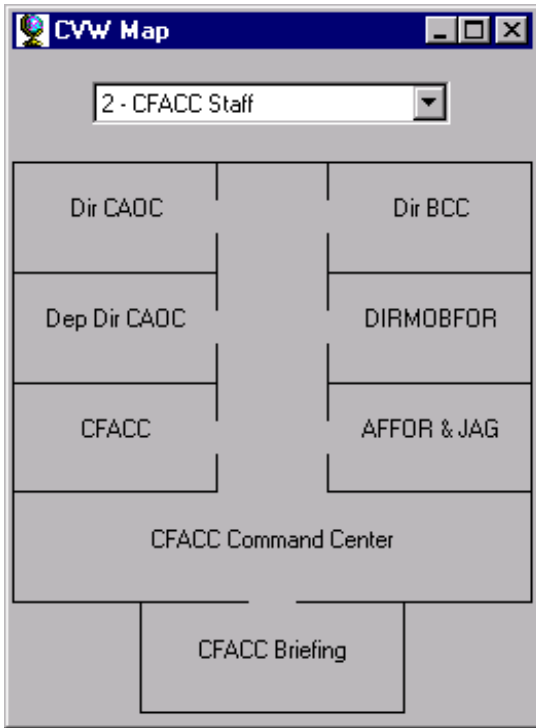 CVW Map
2 - CFACC Staff
Dir CAOC
Dir BCC
Dep Dir CAOC
DIRMOBFOR
CFACC
AFFOR & JAG
CFACC Command Center
CFACC Briefing